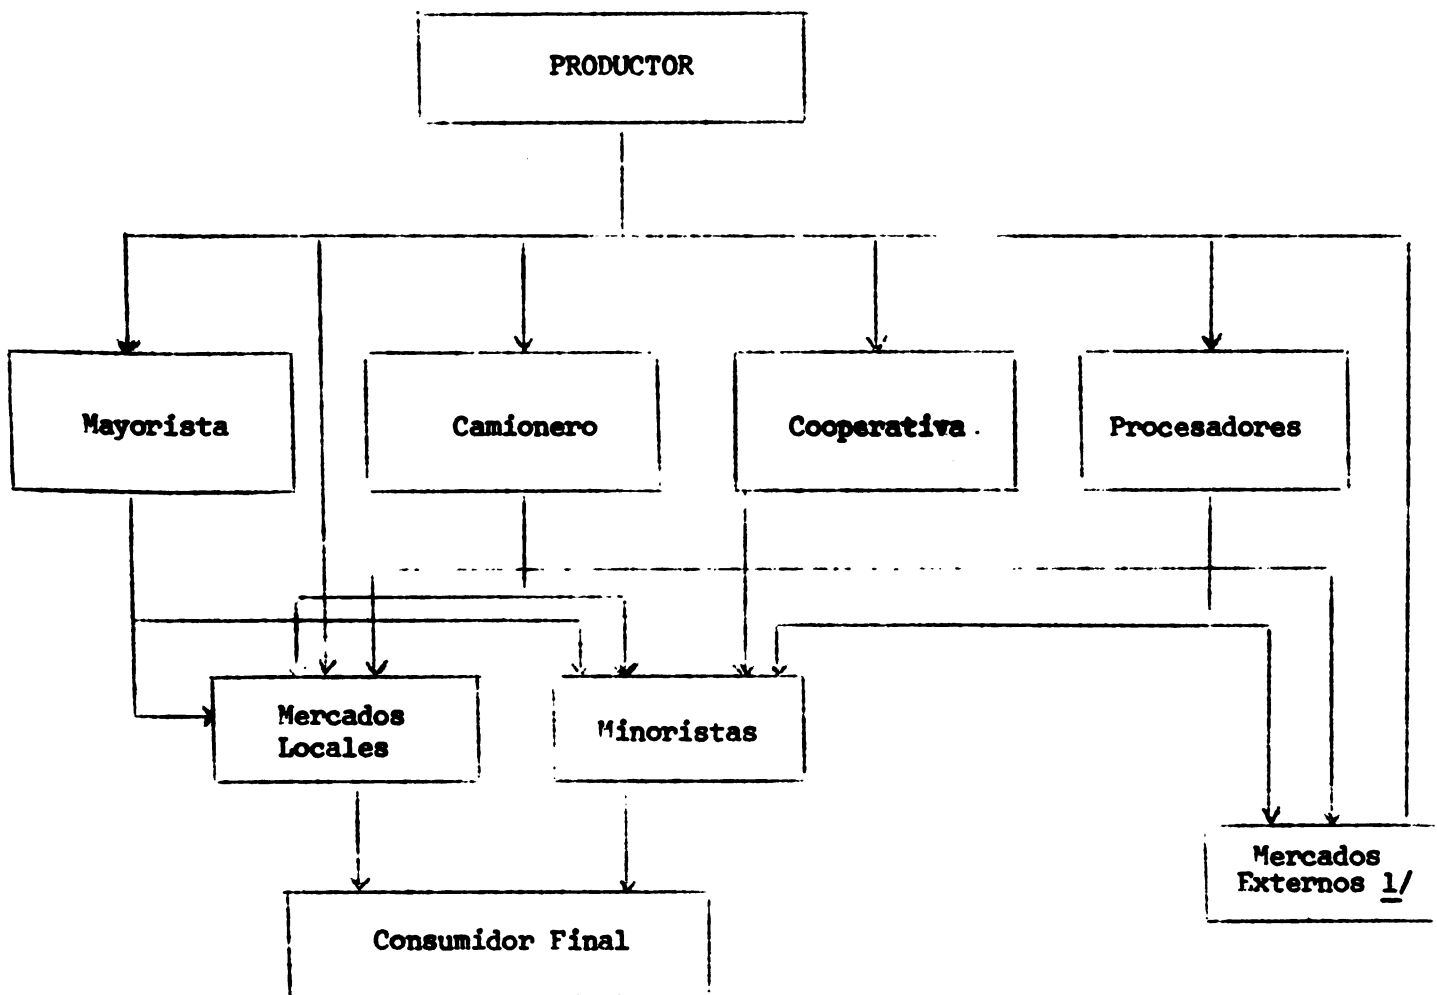 PRODUCTOR
Mayorista
Camionero
Cooperativa
Procesadores
Mercados
Locales
Minoristas
Mercados
Externos 1/
Consumidor Final